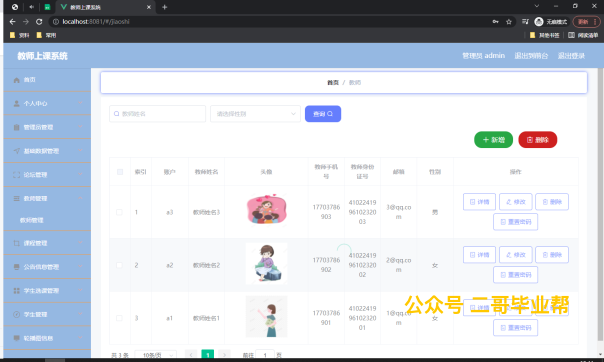 教师上课系统
localhost:8081/#/jiaoshi
无痕模式
更新
资料 常用
其他书签 阅读清单
教师上课系统
管理员 admin 退出到前台 退出登录
首页
个人中心
管理员管理
基础数据管理
论坛管理
教师管理
教师管理
课程管理
公告信息管理
学生选课管理
学生管理
轮播图信息
首页 / 教师
教师姓名 请选择性别 查询
+ 新增 删除
索引 账户 教师姓名 头像 教师手机号 教师身份证号 邮箱 性别 操作
1 a3 教师姓名3 17703786903 410224199610232003 3@qq.com 男 详情 修改 删除
重置密码
2 a2 教师姓名2 17703786902 410224199610232002 2@qq.com 女 详情 修改 删除
重置密码
3 a1 教师姓名1 17703786901 410224199610232001 1@qq.com 女
重置密码
公众号 二哥毕业帮
共 3 条 10条/页 1 前往 1 页